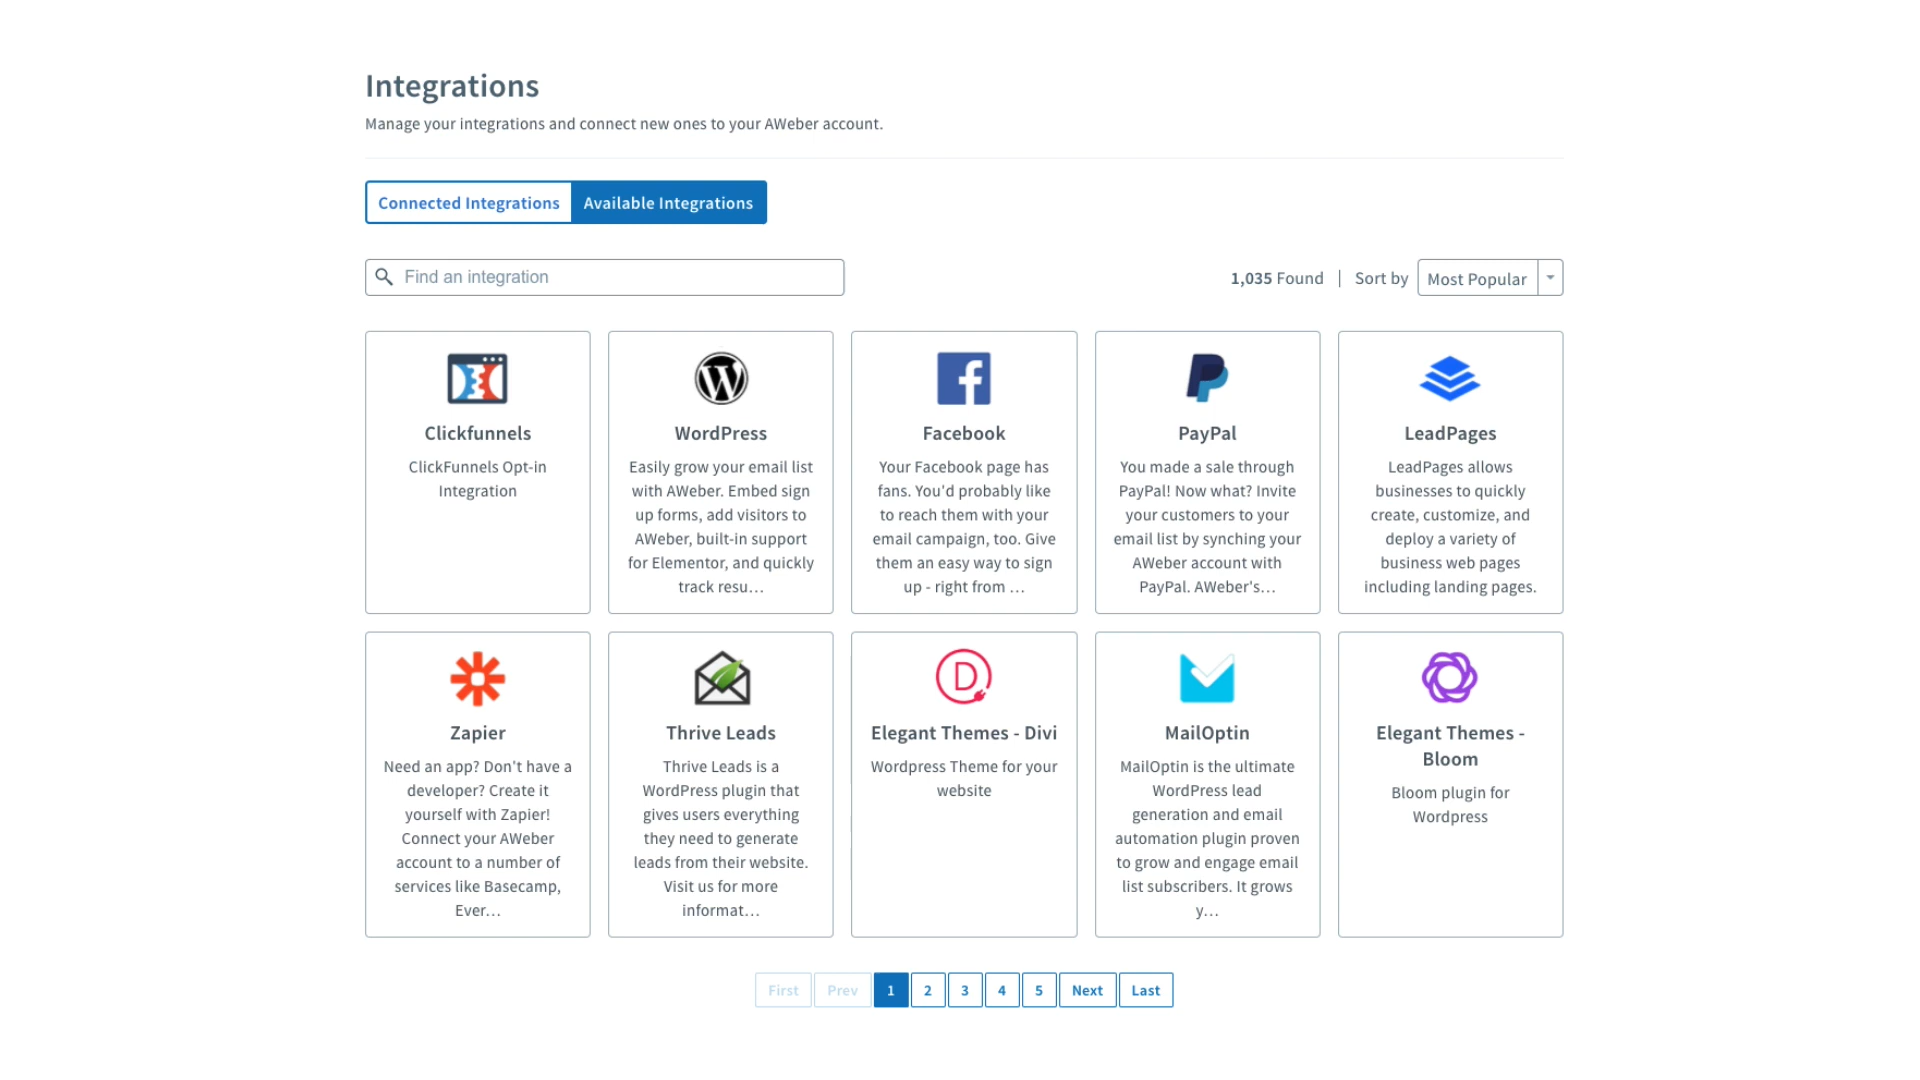 Integrations
Manage your integrations and connect new ones to your AWeber account.
Connected Integrations
Available Integrations
Find an integration
1,035 Found | Sort by
Most Popular
Clickfunnels
ClickFunnels Opt-in
Integration
WordPress
Easily grow your email list
with AWeber. Embed sign
up forms, add visitors to
AWeber, built-in support
for Elementor, and quickly
track resu...
Facebook
Your Facebook page has
fans. You'd probably like
to reach them with your
email campaign, too. Give
them an easy way to sign
up - right from ...
PayPal
You made a sale through
PayPal! Now what? Invite
your customers to your
email list by synching your
AWeber account with
PayPal. AWeber's...
LeadPages
LeadPages allows
businesses to quickly
create, customize, and
deploy a variety of
business web pages
including landing pages.
Zapier
Need an app? Don't have a
developer? Create it
yourself with Zapier!
Connect your AWeber
account to a number of
services like Basecamp,
Ever...
Thrive Leads
Thrive Leads is a
WordPress plugin that
gives users everything
they need to generate
leads from their website.
Visit us for more
informat...
D
Elegant Themes - Divi
Wordpress Theme for your
website
MailOptin
MailOptin is the ultimate
WordPress lead
generation and email
automation plugin proven
to grow and engage email
list subscribers. It grows
y...
Elegant Themes -
Bloom
Bloom plugin for
Wordpress
First Prev 1 2 3 4 5 Next Last